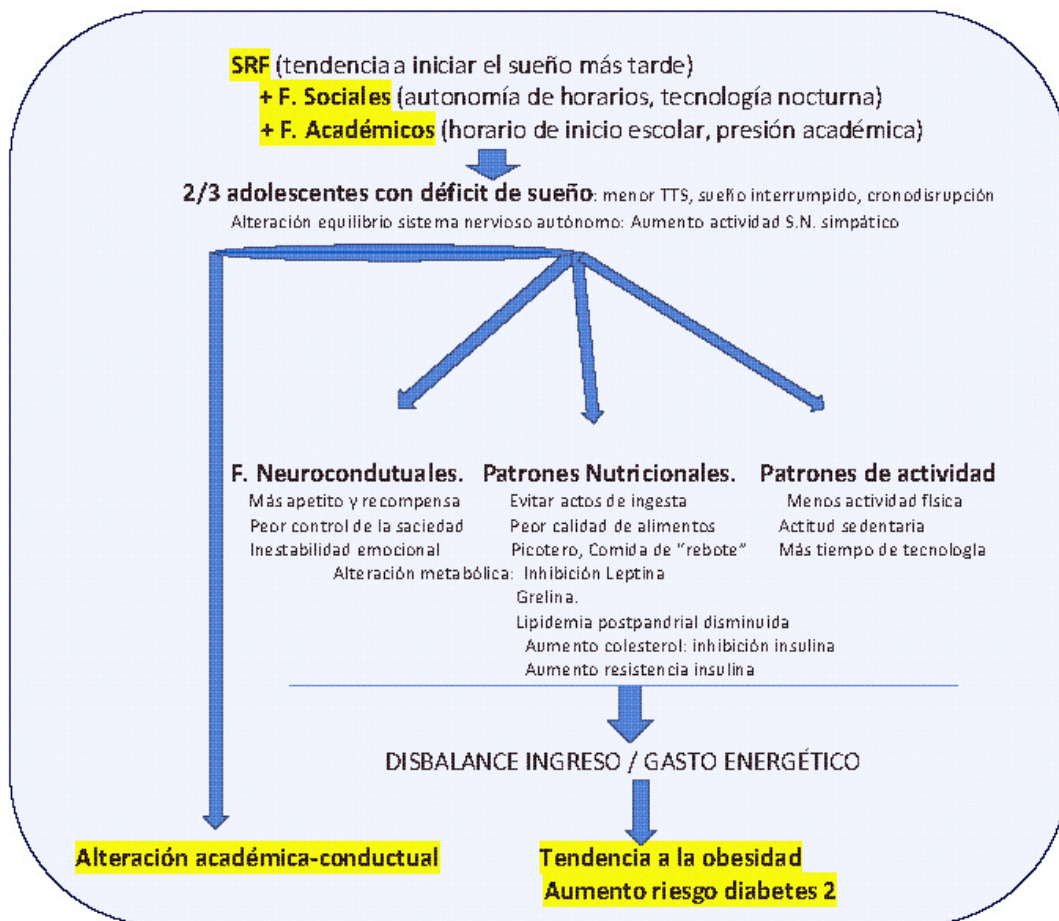 SRF (tendencia a iniciar el sueño más tarde)
+ F. Sociales (autonomía de horarios, tecnología nocturna)
+ F. Académicos (horario de inicio escolar, presión académica)
2/3 adolescentes con déficit de sueño: menor TTS, sueño interrumpido, cronodisrupción
Alteración equilibrio sistema nervioso autónomo: Aumento actividad S.N. simpático
F. Neurocondutuales.
Más apetito y recompensa
Peor control de la saciedad
Inestabilidad emocional
Patrones Nutricionales.
Evitar actos de ingesta
Peor calidad de alimentos
Picotero, Comida de "rebote"
Patrones de actividad
Menos actividad física
Actitud sedentaria
Más tiempo de tecnología
Alteración metabólica: Inhibición Leptina
Grelina.
Lipidemia postpandrial disminuida
Aumento colesterol: inhibición insulina
Aumento resistencia insulina
DISBALANCE INGRESO / GASTO ENERGÉTICO
Alteración académica-conductual
Tendencia a la obesidad
Aumento riesgo diabetes 2